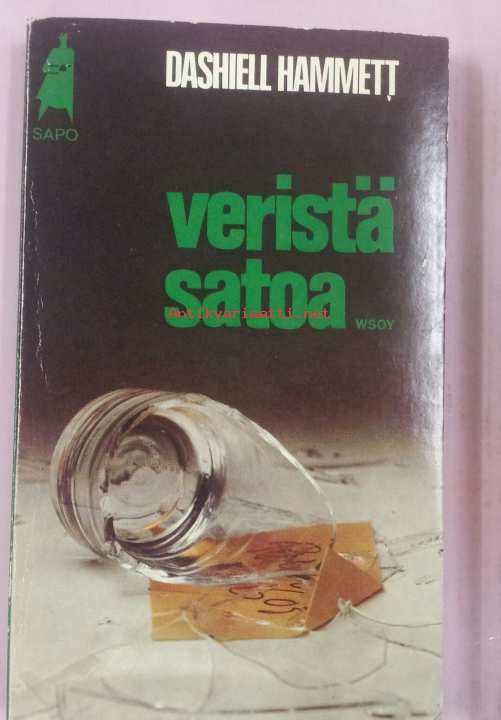 DASHIELL HAMMETT
SAPO
veristä
satoa
WSOY
Antikvariaatti.net